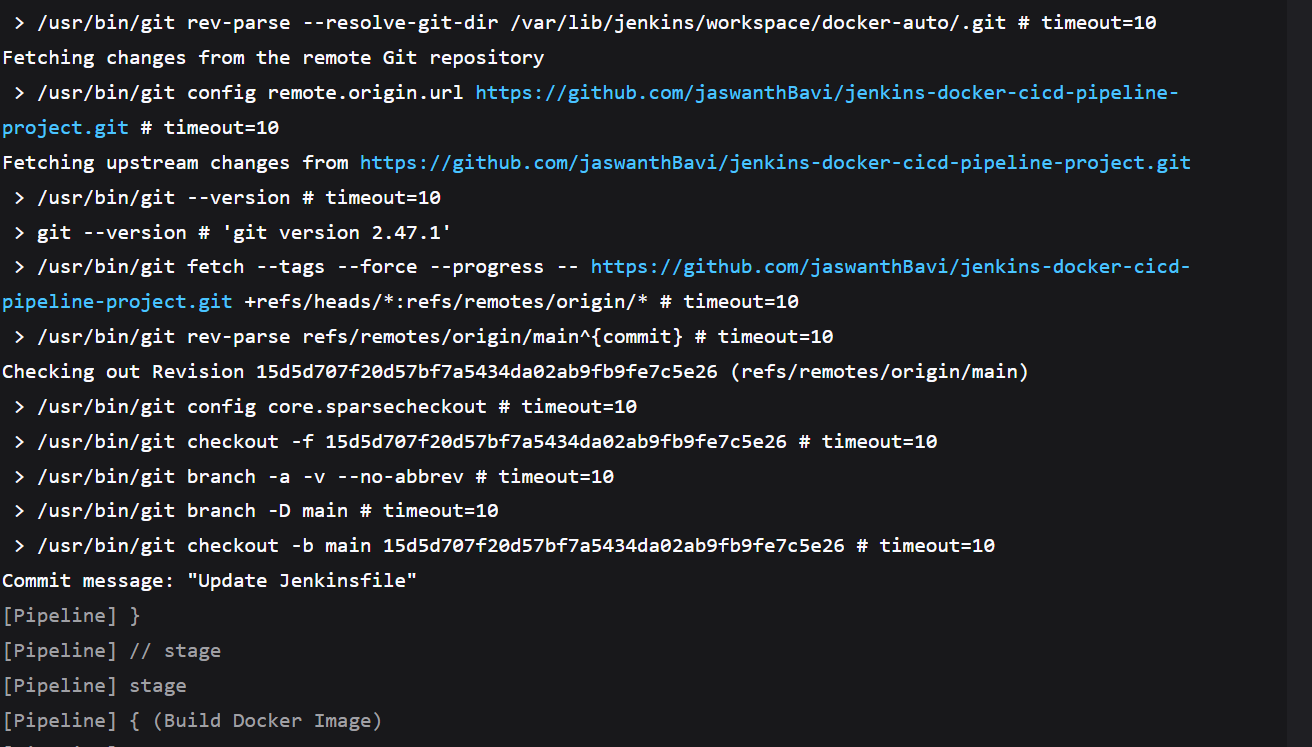 > /usr/bin/git rev-parse --resolve-git-dir /var/lib/jenkins/workspace/docker-auto/.git # timeout=10
Fetching changes from the remote Git repository
> /usr/bin/git config remote.origin.url https://github.com/jaswanthBavi/jenkins-docker-cicd-pipeline-
project.git # timeout=10
Fetching upstream changes from https://github.com/jaswanthBavi/jenkins-docker-cicd-pipeline-project.git
> /usr/bin/git --version # timeout=10
> git --version # 'git version 2.47.1'
> /usr/bin/git fetch --tags --force --progress -- https://github.com/jaswanthBavi/jenkins-docker-cicd-
pipeline-project.git +refs/heads/*:refs/remotes/origin/* # timeout=10
> /usr/bin/git rev-parse refs/remotes/origin/main^{commit} # timeout=10
Checking out Revision 15d5d707f20d57bf7a5434da02ab9fb9fe7c5e26 (refs/remotes/origin/main)
> /usr/bin/git config core.sparsecheckout # timeout=10
> /usr/bin/git checkout -f 15d5d707f20d57bf7a5434da02ab9fb9fe7c5e26 # timeout=10
> /usr/bin/git branch -a -v --no-abbrev # timeout=10
> /usr/bin/git branch -D main # timeout=10
> /usr/bin/git checkout -b main 15d5d707f20d57bf7a5434da02ab9fb9fe7c5e26 # timeout=10
Commit message: "Update Jenkinsfile"
[Pipeline] }
[Pipeline] // stage
[Pipeline] stage
[Pipeline] { (Build Docker Image)